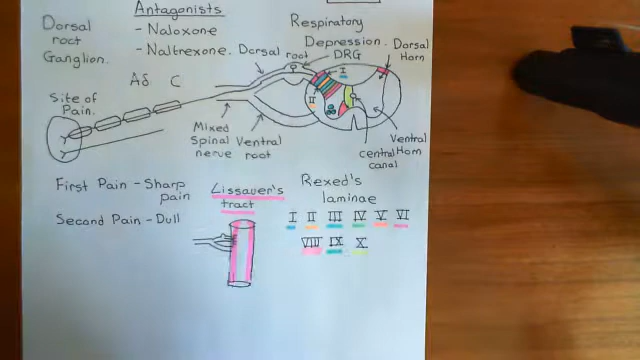 Antagonists
- Naloxone
- Naltrexone.
Dorsal
root
Ganglion.
Respiratory
Depression.
Dorsal root
DRG
Dorsal
Horn
Aδ C
Site of
Pain.
I
II
Mixed
Spinal
nerve
Ventral
root
Central
canal
Ventral
Horn
First Pain - Sharp
pain
Second Pain - Dull
Lissauer's
tract
Rexed's
laminae
I II III IV V VI
VIII IX X